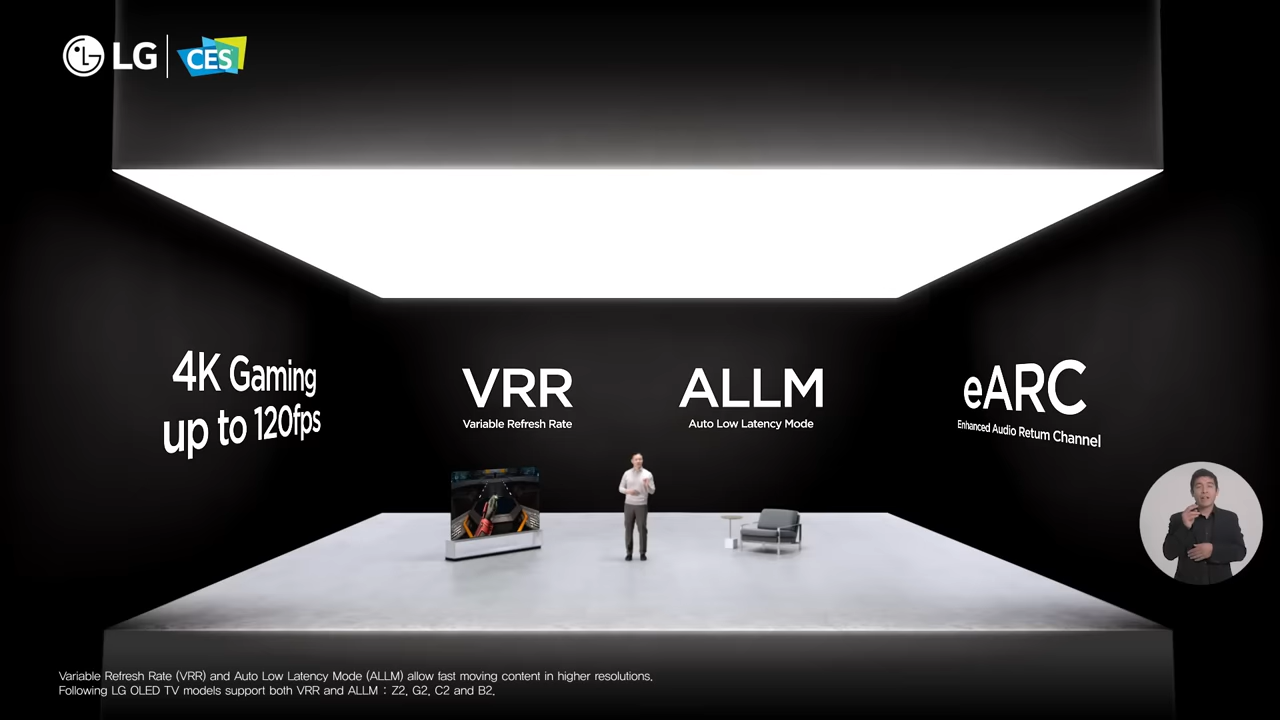 LG CES
4K Gaming
up to 120fps
VRR
Variable Refresh Rate
ALLM
Auto Low Latency Mode
eARC
Enhanced Audio Return Channel
Variable Refresh Rate (VRR) and Auto Low Latency Mode (ALLM) allow fast moving content in higher resolutions.
Following LG OLED TV models support both VRR and ALLM : Z2, G2, C2 and B2.